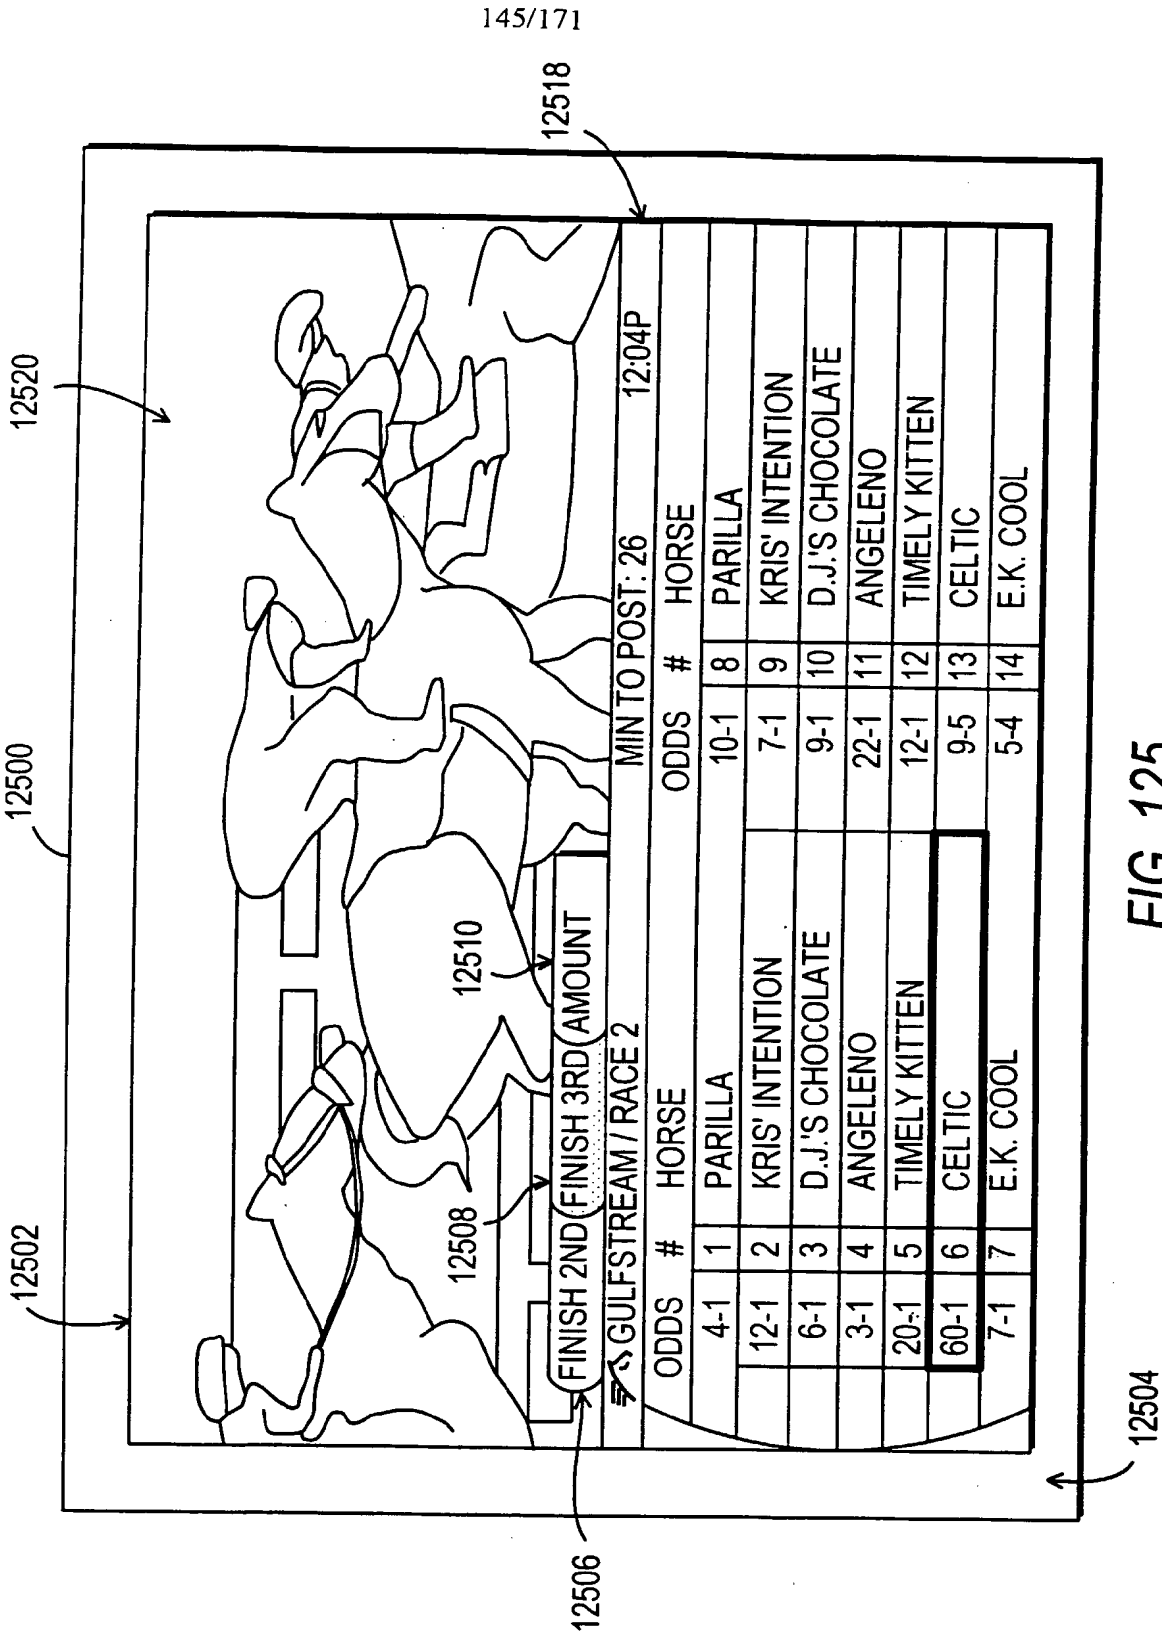 145/171
12500
12502
12520
12510
12508
12518
12506
FINISH 2ND FINISH 3RD AMOUNT
GULFSTREAM / RACE 2 MIN TO POST: 26 12:04P
ODDS # HORSE ODDS # HORSE
4-1 1 PARILLA 10-1 8 PARILLA
12-1 2 KRIS' INTENTION 7-1 9 KRIS' INTENTION
6-1 3 D.J.'S CHOCOLATE 9-1 10 D.J.'S CHOCOLATE
3-1 4 ANGELENO 22-1 11 ANGELENO
20-1 5 TIMELY KITTEN 12-1 12 TIMELY KITTEN
60-1 6 CELTIC 9-5 13 CELTIC
7-1 7 E.K. COOL 5-4 14 E.K. COOL
12504
FIG. 125